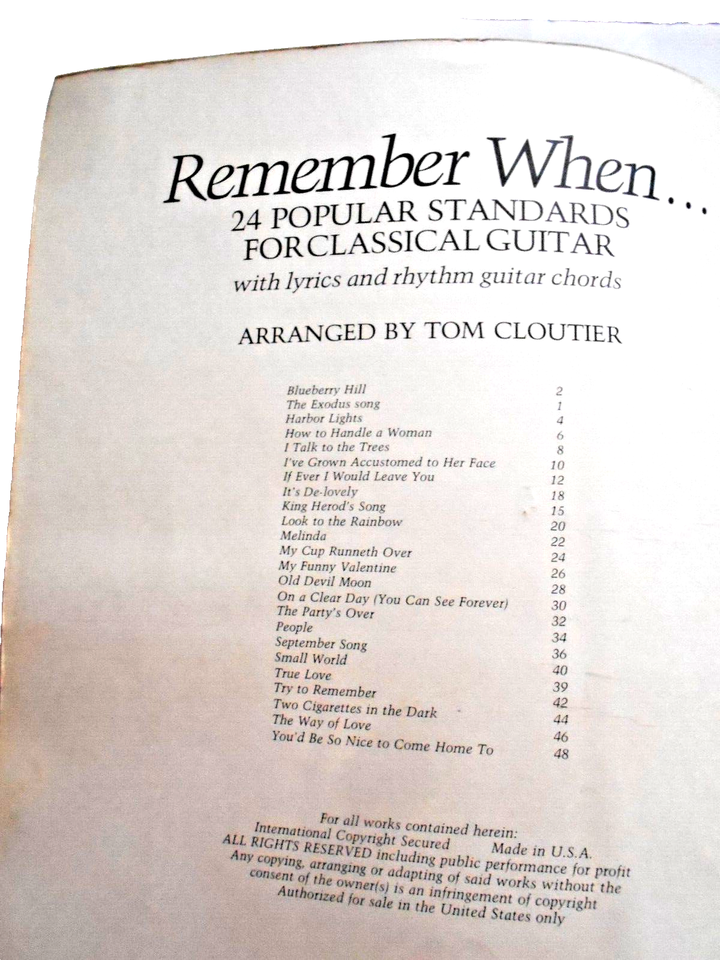 Remember When...
24 POPULAR STANDARDS
FOR CLASSICAL GUITAR
with lyrics and rhythm guitar chords
ARRANGED BY TOM CLOUTIER
Blueberry Hill 2
The Exodus song 1
Harbor Lights 4
How to Handle a Woman 6
I Talk to the Trees 8
I've Grown Accustomed to Her Face 10
If Ever I Would Leave You 12
It's De-lovely 18
King Herod's Song 15
Look to the Rainbow 20
Melinda 22
My Cup Runneth Over 24
My Funny Valentine 26
Old Devil Moon 28
On a Clear Day (You Can See Forever) 30
The Party's Over 32
People 34
September Song 36
Small World 40
True Love 39
Try to Remember 42
Two Cigarettes in the Dark 44
The Way of Love 46
You'd Be So Nice to Come Home To 48
For all works contained herein:
International Copyright Secured Made in U.S.A.
ALL RIGHTS RESERVED including public performance for profit
Any copying, arranging or adapting of said works without the
consent of the owner(s) is an infringement of copyright
Authorized for sale in the United States only